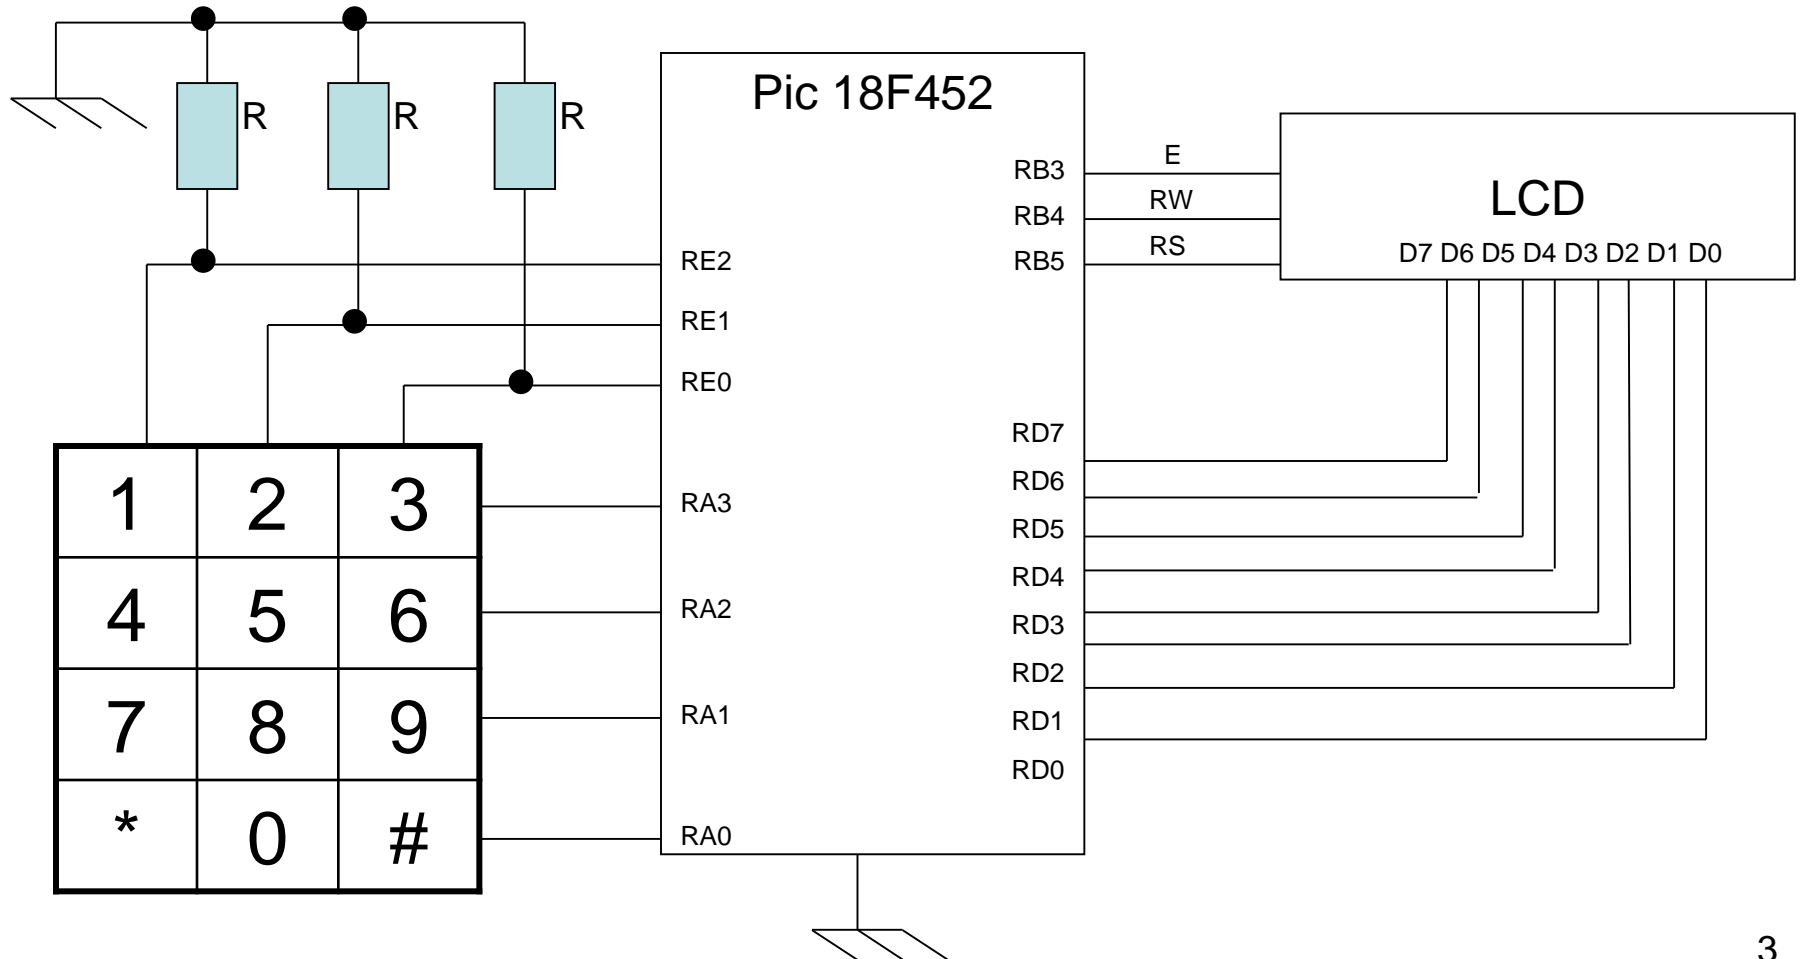 Pic 18F452
R
R
R
RE2
RE1
RE0
RA3
RA2
RA1
RA0
1 2 3
4 5 6
7 8 9
* 0 #
RB3
RB4
RB5
E
RW
RS
LCD
D7 D6 D5 D4 D3 D2 D1 D0
RD7
RD6
RD5
RD4
RD3
RD2
RD1
RD0
3